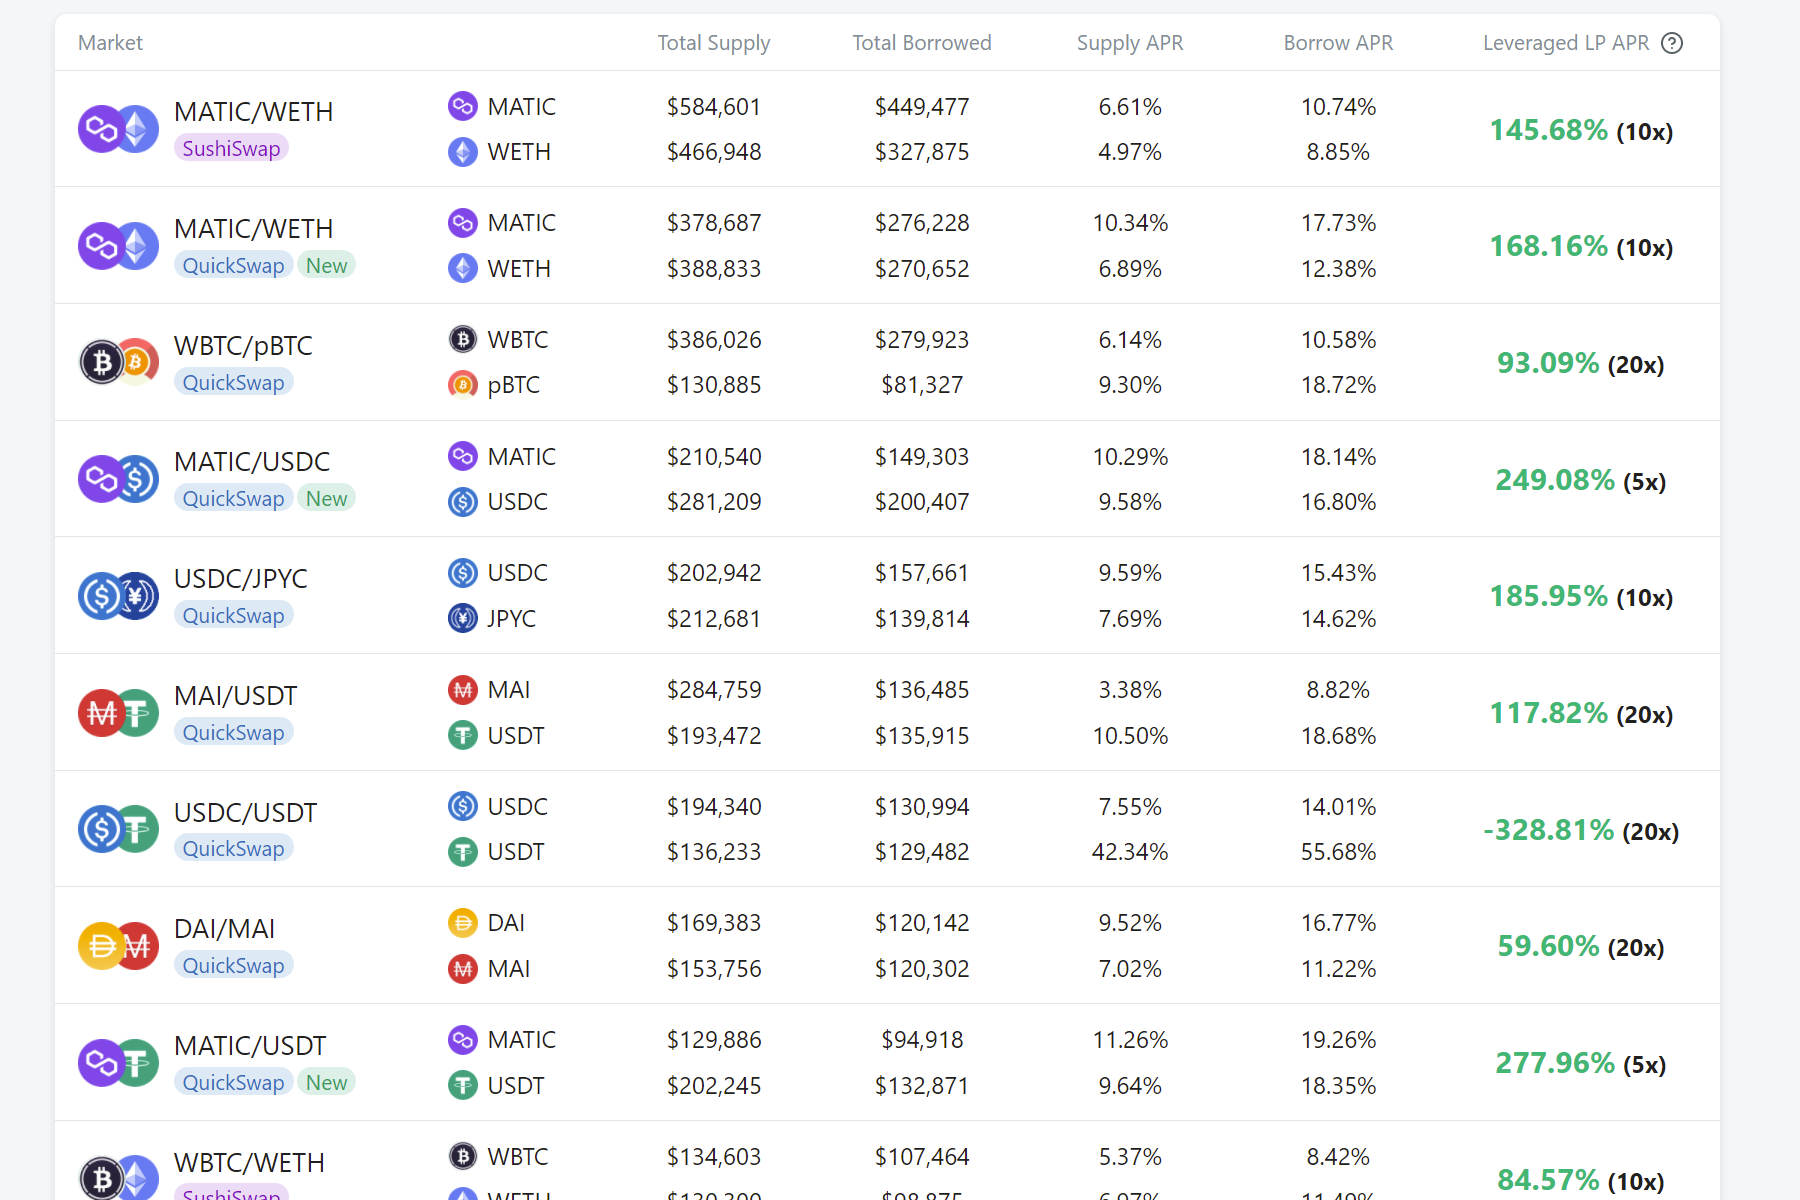 Market Total Supply Total Borrowed Supply APR Borrow APR Leveraged LP APR ?
MATIC/WETH
SushiSwap
MATIC $584,601 $449,477 6.61% 10.74%
WETH $466,948 $327,875 4.97% 8.85%
145.68% (10x)
MATIC/WETH
QuickSwap New
MATIC $378,687 $276,228 10.34% 17.73%
WETH $388,833 $270,652 6.89% 12.38%
168.16% (10x)
WBTC/pBTC
QuickSwap
WBTC $386,026 $279,923 6.14% 10.58%
pBTC $130,885 $81,327 9.30% 18.72%
93.09% (20x)
MATIC/USDC
QuickSwap New
MATIC $210,540 $149,303 10.29% 18.14%
USDC $281,209 $200,407 9.58% 16.80%
249.08% (5x)
USDC/JPYC
QuickSwap
USDC $202,942 $157,661 9.59% 15.43%
JPYC $212,681 $139,814 7.69% 14.62%
185.95% (10x)
MAI/USDT
QuickSwap
MAI $284,759 $136,485 3.38% 8.82%
USDT $193,472 $135,915 10.50% 18.68%
117.82% (20x)
USDC/USDT
QuickSwap
USDC $194,340 $130,994 7.55% 14.01%
USDT $136,233 $129,482 42.34% 55.68%
-328.81% (20x)
DAI/MAI
QuickSwap
DAI $169,383 $120,142 9.52% 16.77%
MAI $153,756 $120,302 7.02% 11.22%
59.60% (20x)
MATIC/USDT
QuickSwap New
MATIC $129,886 $94,918 11.26% 19.26%
USDT $202,245 $132,871 9.64% 18.35%
277.96% (5x)
WBTC/WETH
SushiSwap
WBTC $134,603 $107,464 5.37% 8.42%
WETH
84.57% (10x)